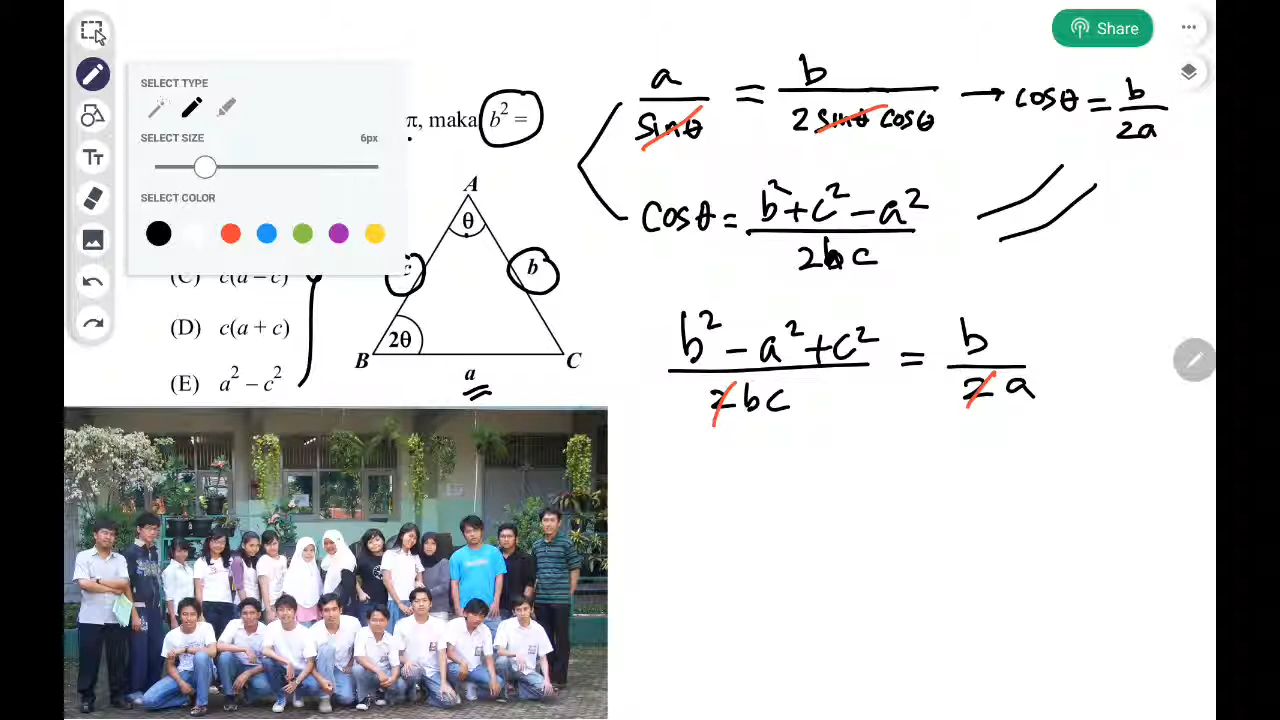 Share
SELECT TYPE
SELECT SIZE 6px
SELECT COLOR
π, maka b² =
(C) c(a − c)
(D) c(a + c)
(E) a² − c²
A
θ
c
b
2θ
B
C
a
a/sinθ = b/2 sinθ cosθ → cosθ = b/2a
cosθ = b² + c² − a²/2bc
b² − a² + c²/2bc = b/2a